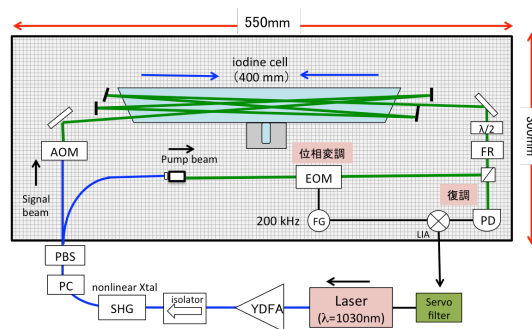 550mm
iodine cell
(400 mm)
300mm
λ/2
FR
AOM
Pump beam
位相変調
EOM
復調
Signal
beam
200 kHz
FG
LIA
PD
PBS
PC
nonlinear Xtal
SHG
isolator
YDFA
Laser
(λ=1030nm)
Servo
filter